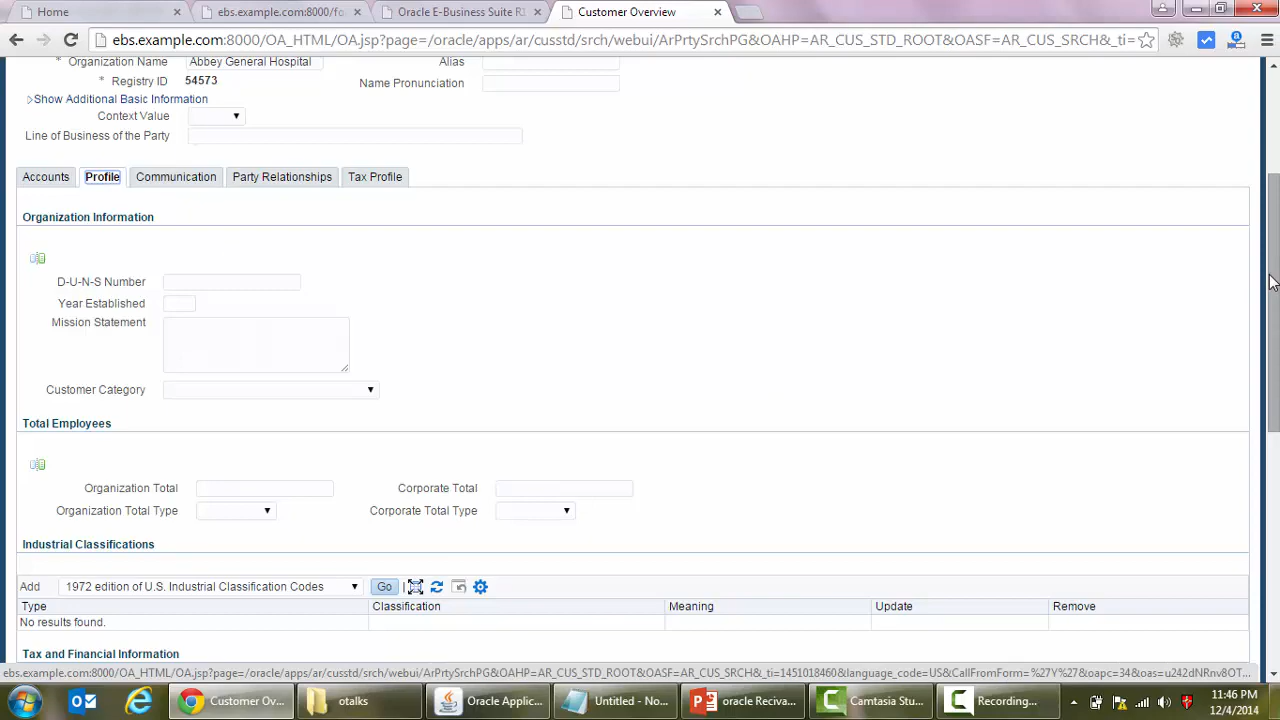 Home
ebs.example.com:8000/fo
Oracle E-Business Suite R1
Customer Overview
ebs.example.com:8000/OA_HTML/OA.jsp?page=/oracle/apps/ar/cusstd/srch/webui/ArPrtySrchPG&OAHP=AR_CUS_STD_ROOT&OASF=AR_CUS_SRCH&_ti=
* Organization Name Abbey General Hospital Alias
* Registry ID 54573 Name Pronunciation
Show Additional Basic Information
Context Value
Line of Business of the Party
Accounts Profile Communication Party Relationships Tax Profile
Organization Information
D-U-N-S Number
Year Established
Mission Statement
Customer Category
Total Employees
Organization Total Corporate Total
Organization Total Type Corporate Total Type
Industrial Classifications
Add 1972 edition of U.S. Industrial Classification Codes Go
Type Classification Meaning Update Remove
No results found.
Tax and Financial Information
ebs.example.com:8000/OA_HTML/OA.jsp?page=/oracle/apps/ar/cusstd/srch/webui/ArPrtySrchPG&OAHP=AR_CUS_STD_ROOT&OASF=AR_CUS_SRCH&_ti=1451018460&language_code=US&CallFromForm=%27Y%27&oapc=34&oas=u242dNRnv8OT...
Customer Ov...
otalks
Oracle Applic...
Untitled - No...
oracle Reciva...
Camtasia Stu...
Recording...
11:46 PM
12/4/2014